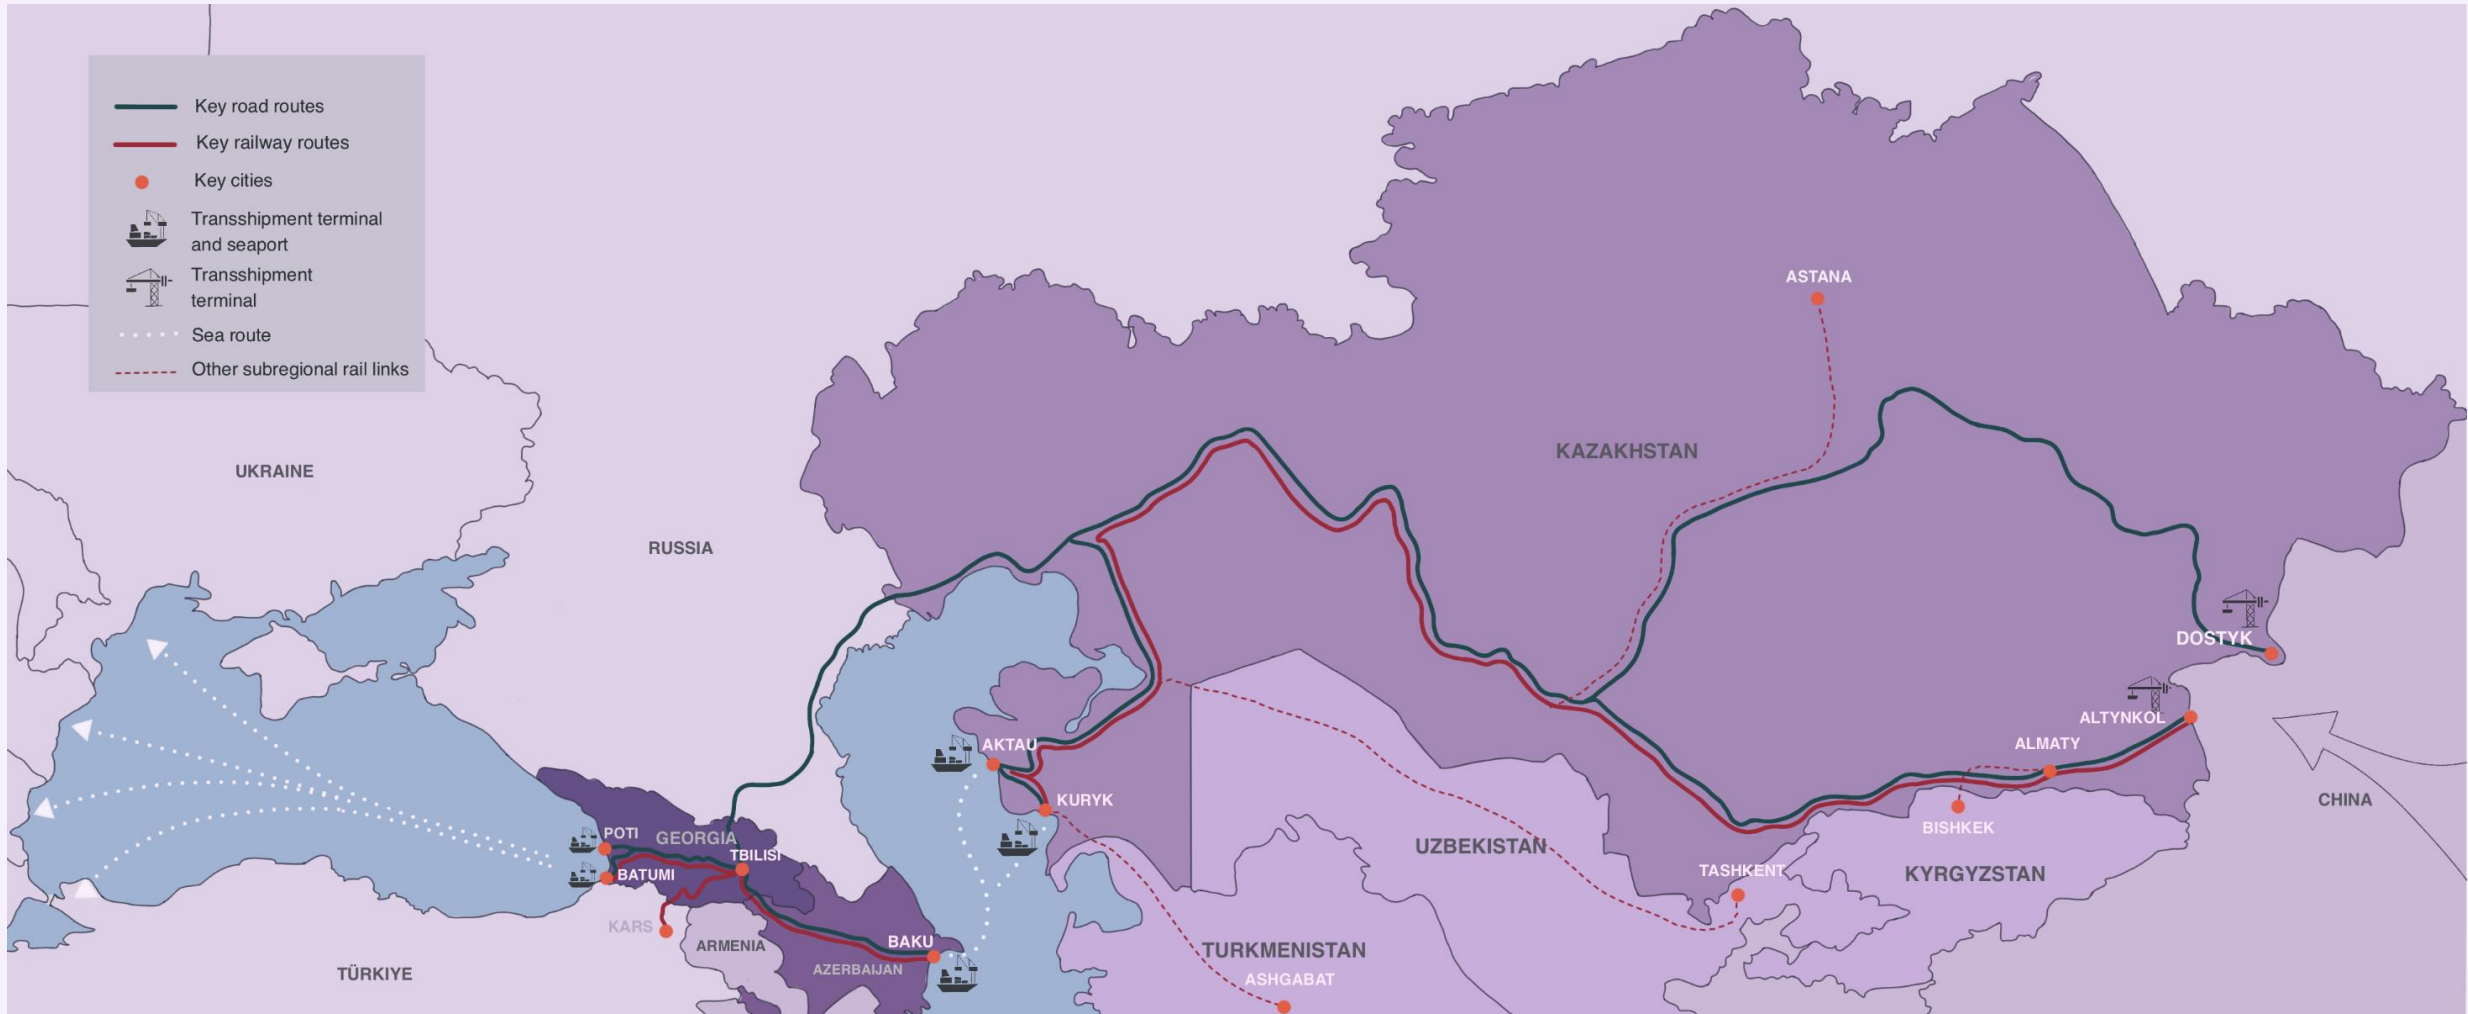 Key road routes
Key railway routes
Key cities
Transshipment terminal
and seaport
Transshipment
terminal
Sea route
Other subregional rail links
ASTANA
KAZAKHSTAN
UKRAINE
RUSSIA
DOSTYK
ALTYNKOL
ALMATY
AKTAU
KURYK
CHINA
BISHKEK
POTI
GEORGIA
TBILISI
BATUMI
UZBEKISTAN
TASHKENT
KYRGYZSTAN
KARS
ARMENIA
BAKU
AZERBAIJAN
TÜRKIYE
TURKMENISTAN
ASHGABAT